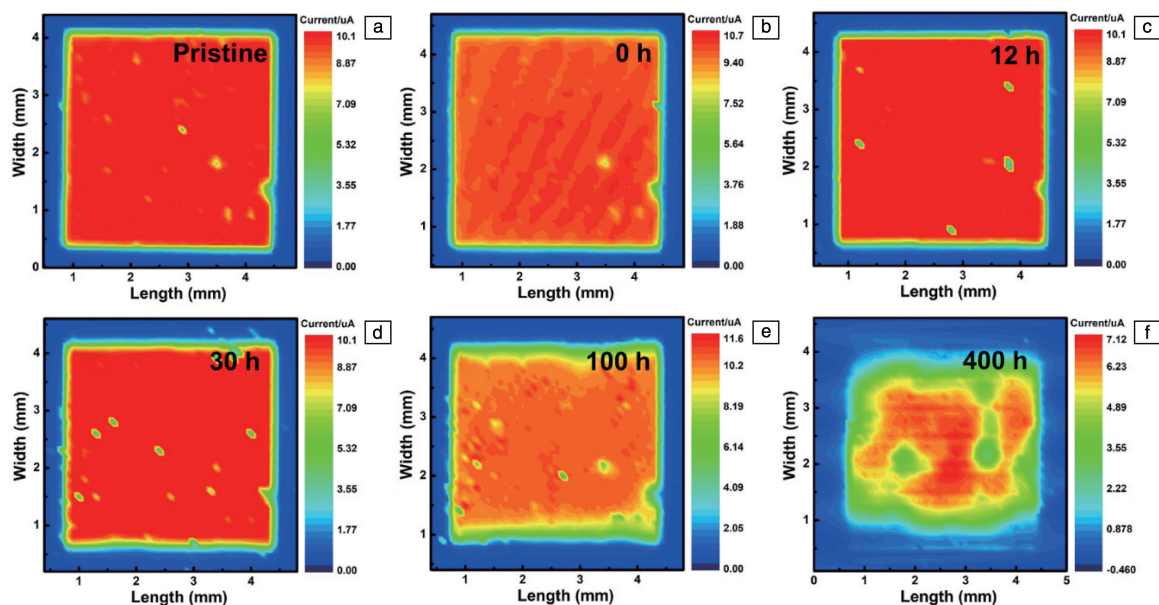 Current/uA
a
Pristine
10.1
8.87
7.09
5.32
3.55
1.77
0.00
4
3
2
1
0
Width (mm)
1 2 3 4
Length (mm)
Current/uA
b
0 h
10.7
9.40
7.52
5.64
3.76
1.88
0.00
4
3
2
1
Width (mm)
1 2 3 4
Length (mm)
Current/uA
c
12 h
10.1
8.87
7.09
5.32
3.55
1.77
0.00
4
3
2
1
Width (mm)
1 2 3 4
Length (mm)
Current/uA
d
30 h
10.1
8.87
7.09
5.32
3.55
1.77
0.00
4
3
2
1
Width (mm)
1 2 3 4
Length (mm)
Current/uA
e
100 h
11.6
10.2
8.19
6.14
4.10
2.05
0.00
4
3
2
1
Width (mm)
1 2 3 4
Length (mm)
Current/uA
f
400 h
7.12
6.23
4.89
3.55
2.22
0.878
-0.460
4
3
2
1
Width (mm)
0 1 2 3 4 5
Length (mm)